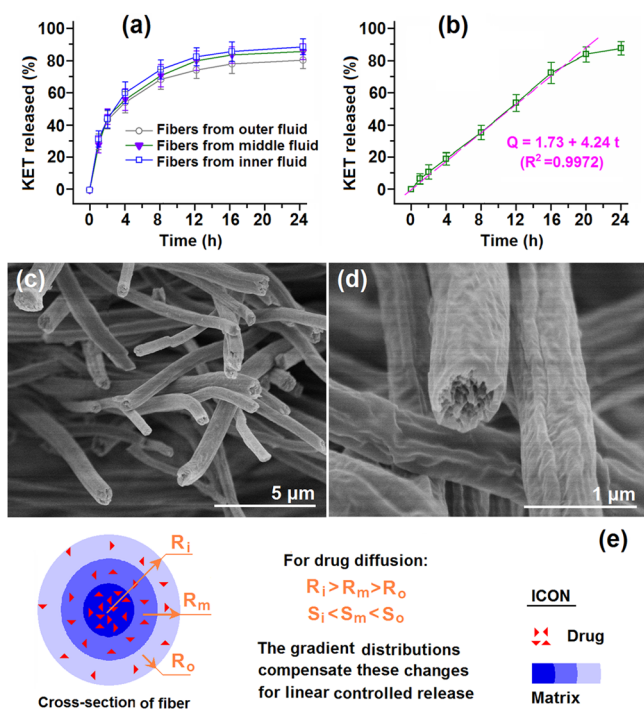 (a)
KET released (%)
100
80
60
40
20
0
Fibers from outer fluid
Fibers from middle fluid
Fibers from inner fluid
0 4 8 12 16 20 24
Time (h)
(b)
KET released (%)
100
80
60
40
20
0
Q = 1.73 + 4.24 t
(R²=0.9972)
0 4 8 12 16 20 24
Time (h)
(c)
5 μm
(d)
1 μm
(e)
Ri
Rm
Ro
Cross-section of fiber
For drug diffusion:
Ri>Rm>Ro
Si<Sm<So
The gradient distributions
compensate these changes
for linear controlled release
ICON
Drug
Matrix